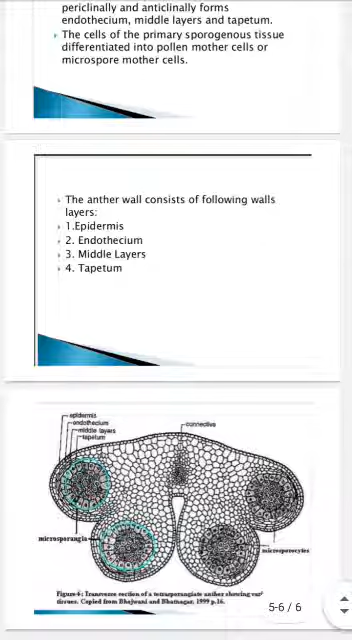 periclinally and anticlinally forms
endothecium, middle layers and tapetum.
The cells of the primary sporogenous tissue
differentiated into pollen mother cells or
microspore mother cells.
The anther wall consists of following walls
layers:
1.Epidermis
2. Endothecium
3. Middle Layers
4. Tapetum
epidermis
endothecium
middle layers
tapetum
connective
microsporangia
microsporocytes
Figure 6: Transverse section of a tetrasporangiate anther showing
tissues. Copied from Bhojwani and Bhatnagar, 1999 p.16.
5-6 / 6